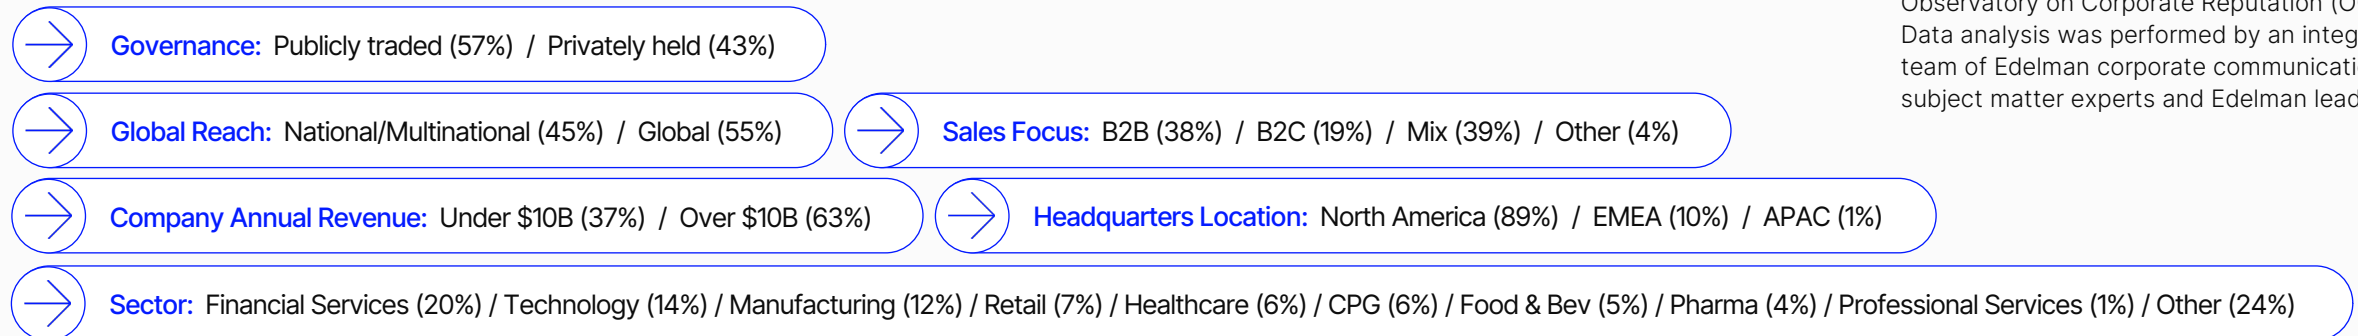 Governance: Publicly traded (57%) / Privately held (43%)
Global Reach: National/Multinational (45%) / Global (55%)
Sales Focus: B2B (38%) / B2C (19%) / Mix (39%) / Other (4%)
Company Annual Revenue: Under $10B (37%) / Over $10B (63%)
Headquarters Location: North America (89%) / EMEA (10%) / APAC (1%)
Sector: Financial Services (20%) / Technology (14%) / Manufacturing (12%) / Retail (7%) / Healthcare (6%) / CPG (6%) / Food & Bev (5%) / Pharma (4%) / Professional Services (1%) / Other (24%)
Observatory on Corporate Reputation
Data analysis was performed by an
team of Edelman corporate
subject matter experts and Edelman